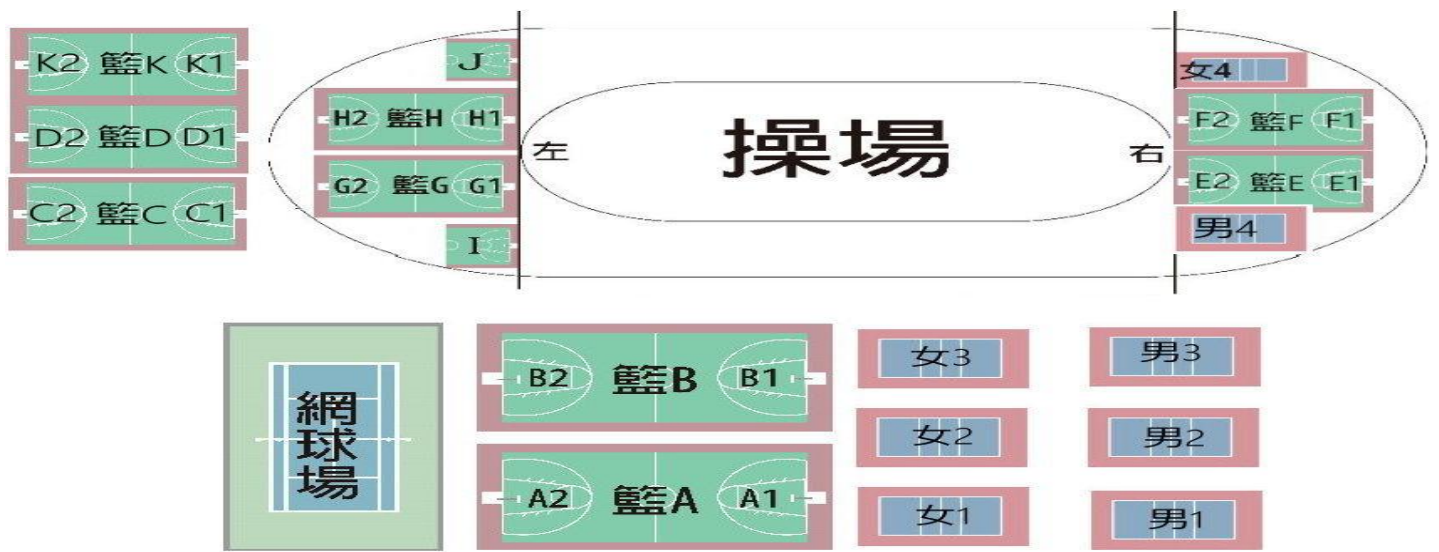 K2 籃K K1
D2 籃D D1
C2 籃C C1
J
H2 籃H H1
G2 籃G G1
I
左
操場
右
女4
F2 籃F F1
E2 籃E E1
男4
網球場
B2 籃B B1
A2 籃A A1
女3
女2
女1
男3
男2
男1